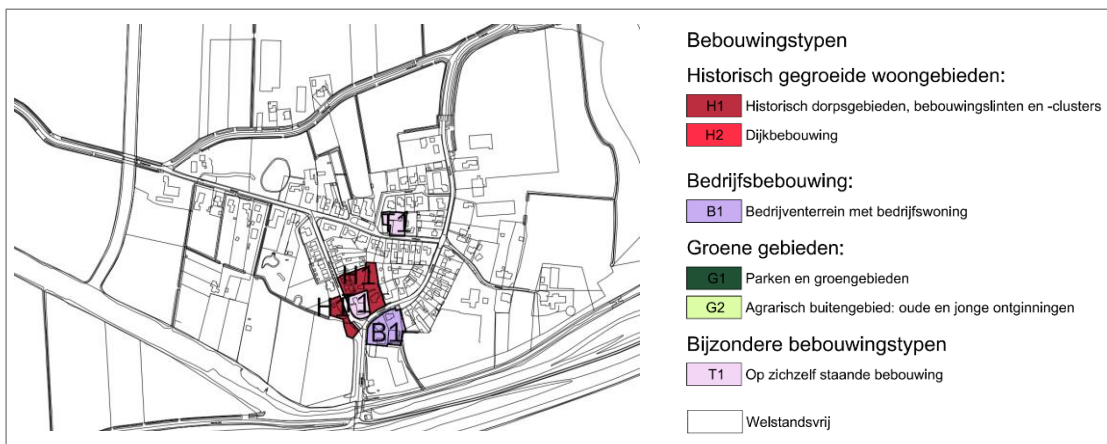 Bebouwingstypen
Historisch gegroeide woongebieden:
H1 Historisch dorpsgebieden, bebouwingslinten en -clusters
H2 Dijkbebouwing
Bedrijfsbebouwing:
B1 Bedrijventerrein met bedrijfswoning
Groene gebieden:
G1 Parken en groengebieden
G2 Agrarisch buitengebied: oude en jonge ontginningen
Bijzondere bebouwingstypen
T1 Op zichzelf staande bebouwing
Welstandsvrij
T1
H1
H1
T1
B1